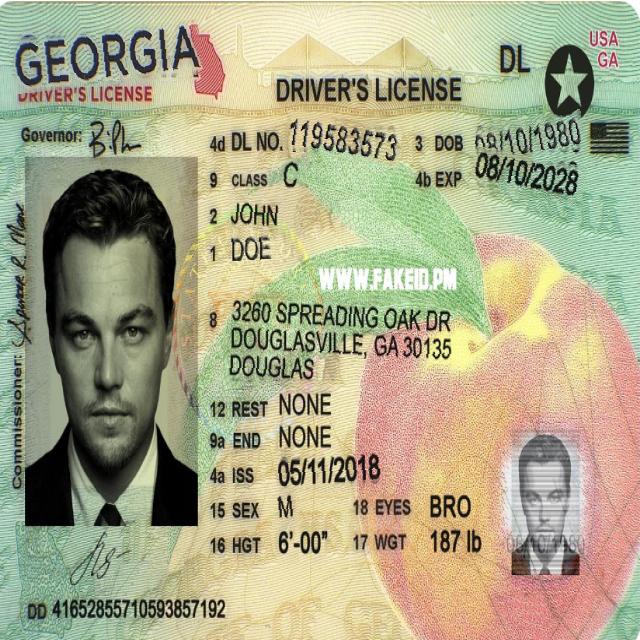 GEORGIA
DRIVER'S LICENSE
DRIVER'S LICENSE
DL
USA
GA
Governor:
4d DL NO. 119583573
3 DOB 08/10/1980
9 CLASS C
4b EXP 08/10/2028
2 JOHN
1 DOE
WWW.FAKEID.PM
8 3260 SPREADING OAK DR
DOUGLASVILLE, GA 30135
DOUGLAS
Commissioner:
12 REST NONE
9a END NONE
4a ISS 05/11/2018
15 SEX M
18 EYES BRO
16 HGT 6'-00"
17 WGT 187 lb
08/10/1980
DD 41652855710593857192